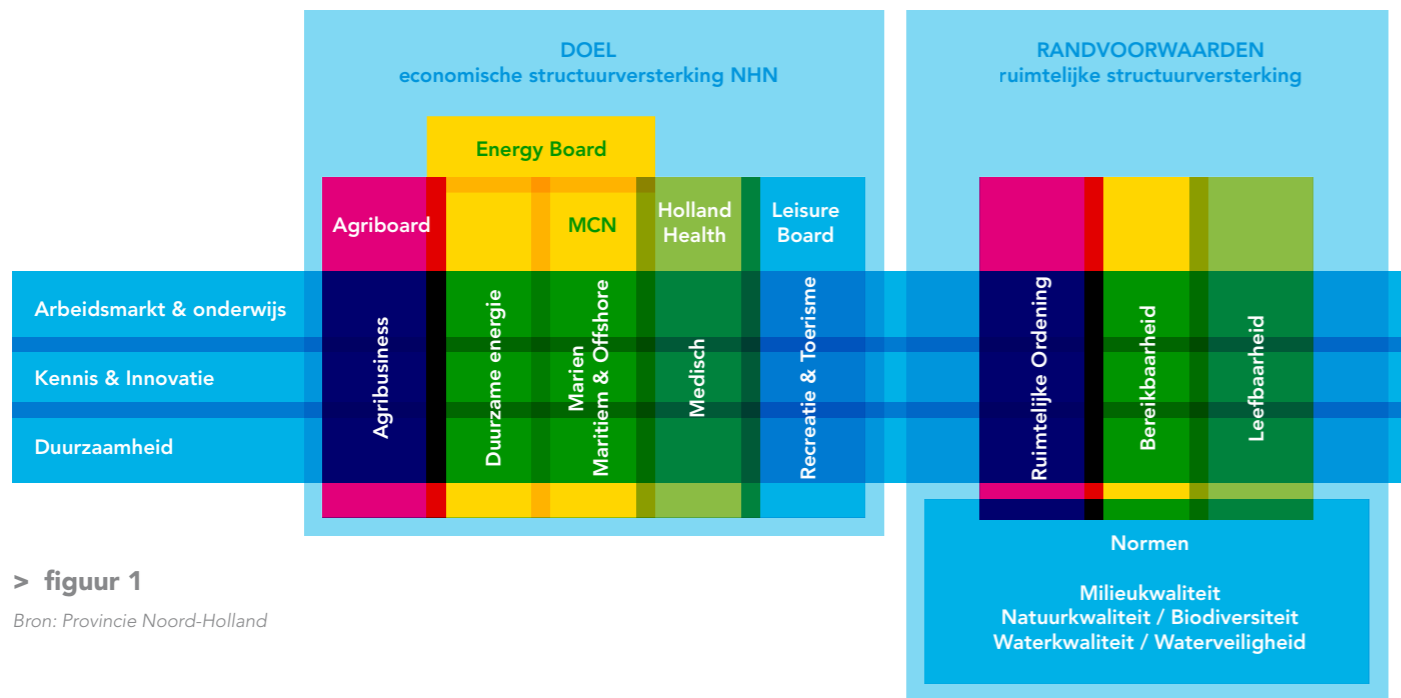 DOEL
economische structuurversterking NHN
Energy Board
Agriboard
MCN
Holland
Health
Leisure
Board
Arbeidsmarkt & onderwijs
Kennis & Innovatie
Duurzaamheid
Agribusiness
Duurzame energie
Marien
Maritiem & Offshore
Medisch
Recreatie & Toerisme
RANDVOORWAARDEN
ruimtelijke structuurversterking
Ruimtelijke Ordening
Bereikbaarheid
Leefbaarheid
Normen
Milieukwaliteit
Natuurkwaliteit / Biodiversiteit
Waterkwaliteit / Waterveiligheid
> figuur 1
Bron: Provincie Noord-Holland